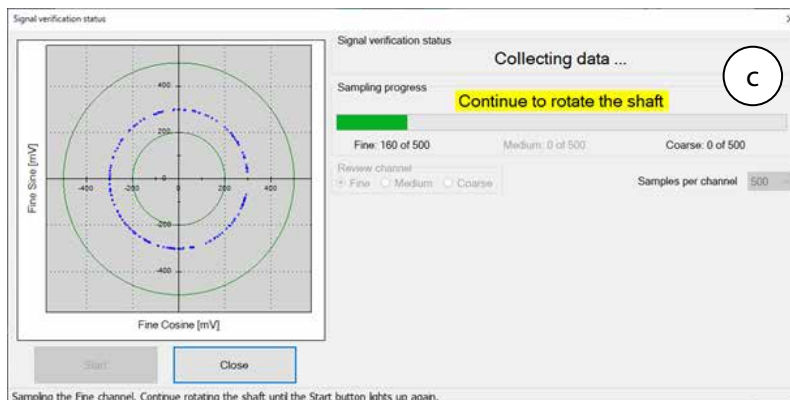 Signal verification status
Signal verification status
Collecting data ...
C
Sampling progress
Continue to rotate the shaft
Fine: 160 of 500 Medium: 0 of 500 Coarse: 0 of 500
Review channel
Fine Medium Coarse
Samples per channel 500
Fine Sine [mV]
400
200
-400 -200 0 200 400
-200
-400
Fine Cosine [mV]
Start Close
Sampling the Fine channel. Continue rotating the shaft until the Start button lights up again.